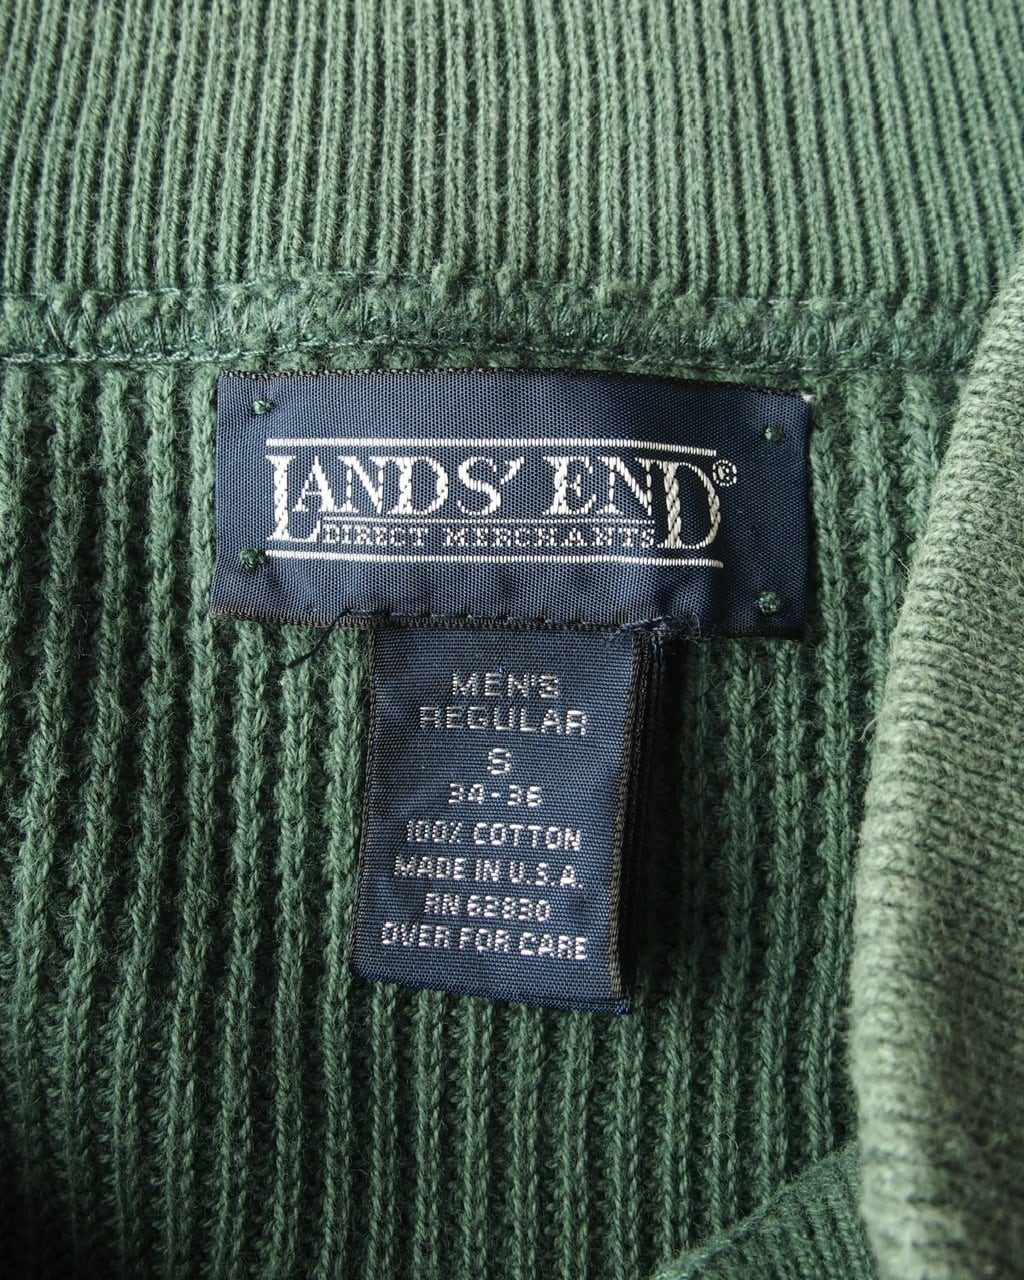 LANDS' END®
DIRECT MERCHANTS
MEN'S
REGULAR
S
34-36
100% COTTON
MADE IN U.S.A.
RN 62830
OVER FOR CARE